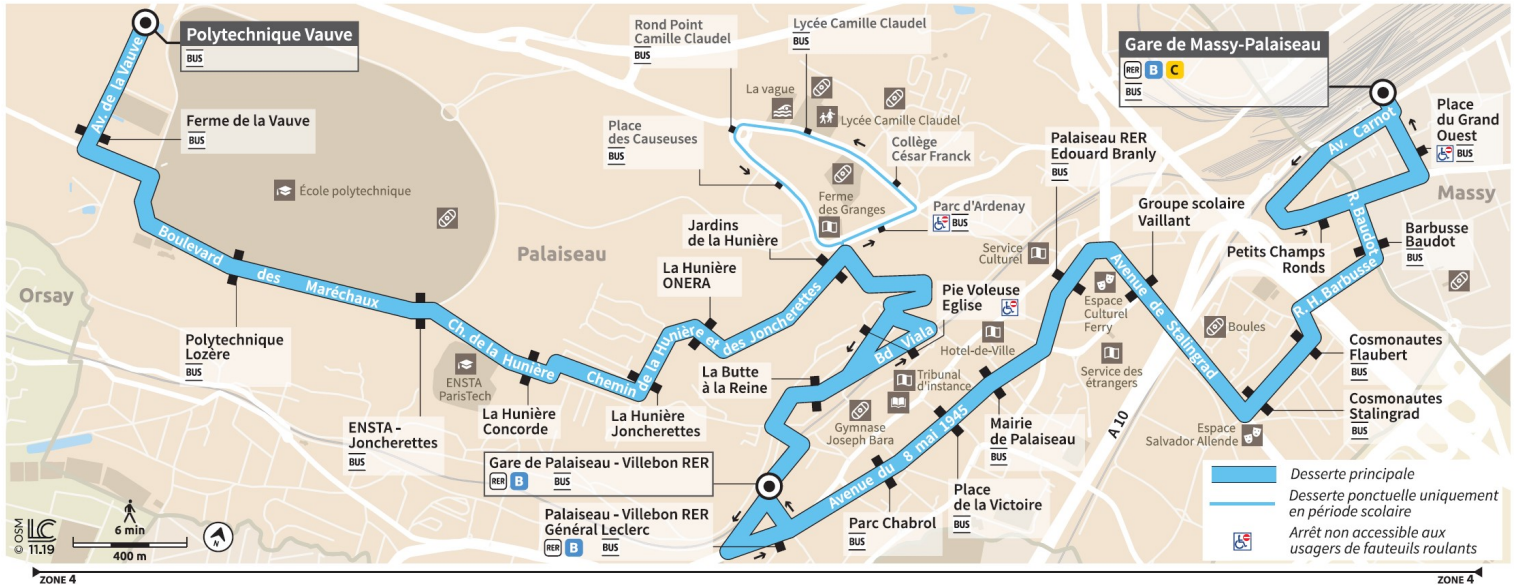 Polytechnique Vauve
BUS
Av. de la Vauve
Ferme de la Vauve
BUS
École polytechnique
Boulevard des Maréchaux
Orsay
Palaiseau
Polytechnique
Lozère
BUS
ENSTA -
Joncherettes
BUS
ENSTA
ParisTech
Ch. de la Hunière
La Hunière
Concorde
Chemin de la Hunière et des Joncherettes
La Hunière
Joncherettes
La Hunière
ONERA
Jardins
de la Hunière
Rond Point
Camille Claudel
BUS
Lycée Camille Claudel
BUS
La vague
Lycée Camille Claudel
Place
des Causeuses
BUS
Collège
César Franck
Ferme
des Granges
Parc d'Ardenay
BUS
Pie Voleuse
Eglise
Bd Viala
La Butte
à la Reine
Hotel-de-Ville
Tribunal
d'instance
Gymnase
Joseph Bara
Gare de Palaiseau - Villebon RER
RER B BUS
Palaiseau - Villebon RER
Général Leclerc
RER B BUS
Avenue du 8 mai 1945
Parc Chabrol
BUS
Place
de la Victoire
BUS
Mairie
de Palaiseau
BUS
Service
Culturel
Palaiseau RER
Edouard Branly
BUS
Espace
Culturel
Ferry
Service des
étrangers
Groupe scolaire
Vaillant
Avenue de Stalingrad
Boules
A 10
Espace
Salvador Allende
Cosmonautes
Stalingrad
BUS
Cosmonautes
Flaubert
BUS
R. H. Barbusse
Barbusse
Baudot
BUS
R. Baudot
Petits Champs
Ronds
Av. Carnot
Gare de Massy-Palaiseau
RER B C
BUS
Place
du Grand
Ouest
BUS
Massy
Desserte principale
Desserte ponctuelle uniquement
en période scolaire
Arrêt non accessible aux
usagers de fauteuils roulants
© OSM
LC
11.19
6 min
400 m
N
ZONE 4
ZONE 4